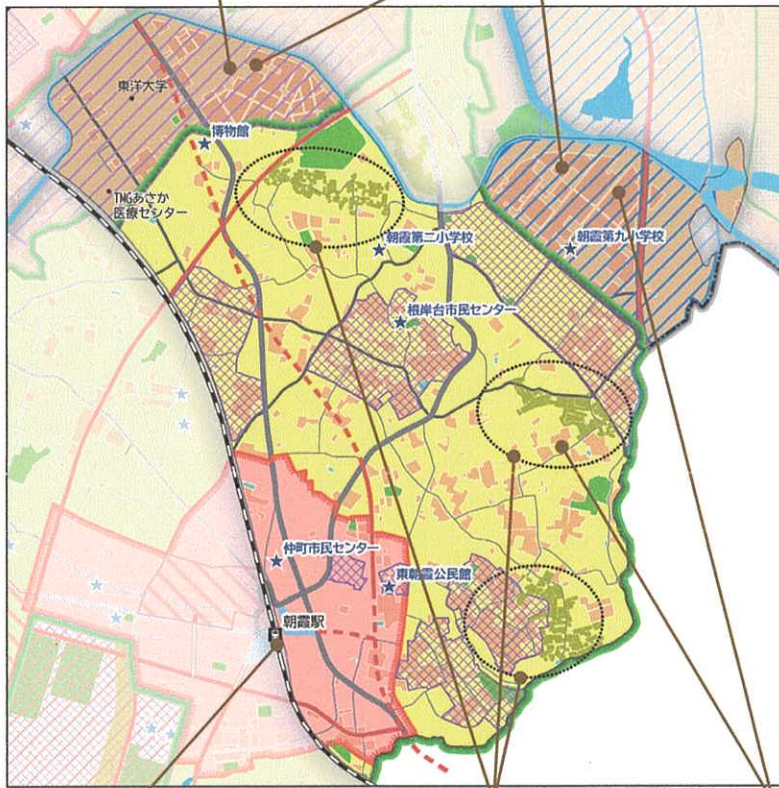 東洋大学
博物館
TMGあさか
医療センター
朝霞第二小学校
朝霞第九小学校
根岸台市民センター
仲町市民センター
東朝霞公民館
朝霞駅